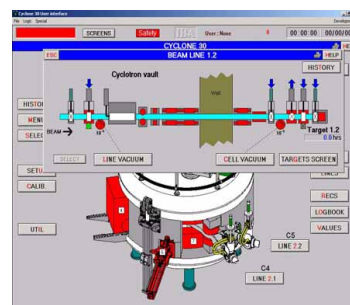 Cyclone 30 User interface
File Logic Special
Developer
SCREENS Safety User : None 0 00:00:00 00/00/00
CYCLONE 30
ESC BEAM LINE 1.2 HELP
HISTORY
Cyclotron vault
Wall
BEAM
Target 1.2
0.0 hrs
SELECT LINE VACUUM CELL VACUUM TARGETS SCREEN
HISTO
MENU
SELEC
SETU
CALIB.
UTIL
LINES
RECS
LOGBOOK
VALUES
C5
LINE 2.2
C4
LINE 2.1